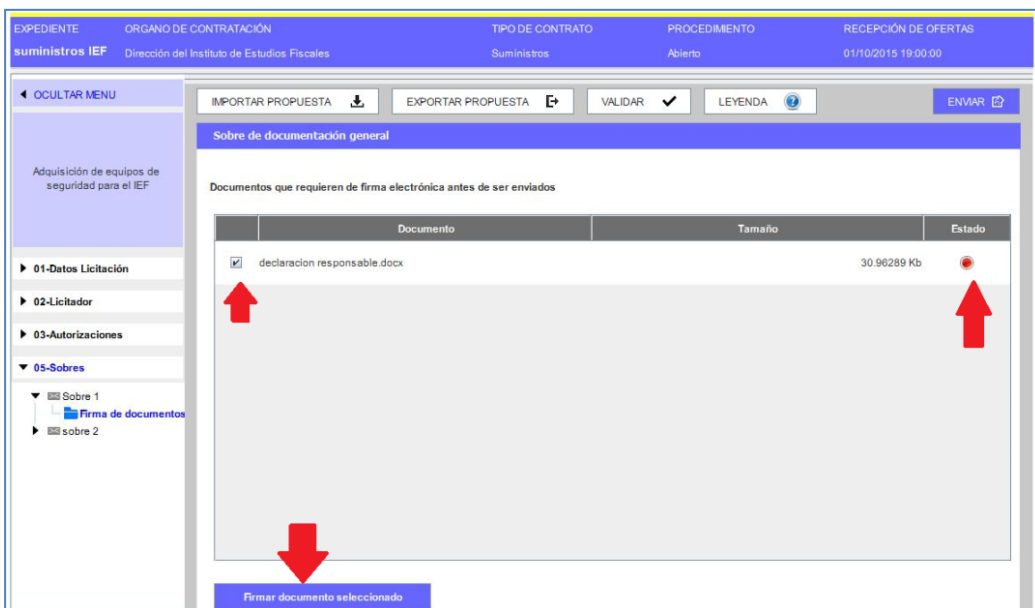 EXPEDIENTE ORGANO DE CONTRATACIÓN TIPO DE CONTRATO PROCEDIMIENTO RECEPCIÓN DE OFERTAS
suministros IEF Dirección del Instituto de Estudios Fiscales Suministros Abierto 01/10/2015 19:00:00
OCULTAR MENU
IMPORTAR PROPUESTA EXPORTAR PROPUESTA VALIDAR LEYENDA ENVIAR
Sobre de documentación general
Adquisición de equipos de
seguridad para el IEF
Documentos que requieren de firma electrónica antes de ser enviados
Documento Tamaño Estado
declaracion responsable.docx 30.96289 Kb
01-Datos Licitación
02-Licitador
03-Autorizaciones
05-Sobres
Sobre 1
Firma de documentos
sobre 2
Firmar documento seleccionado